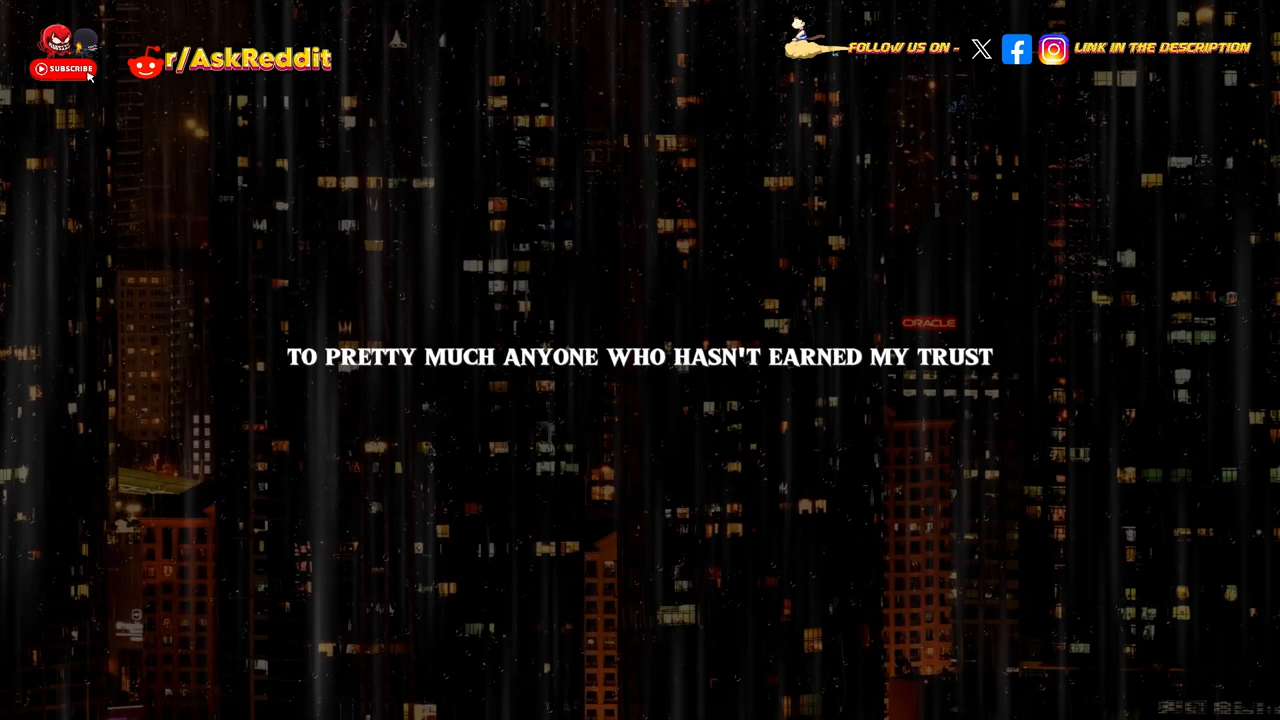 SUBSCRIBE
r/AskReddit
FOLLOW US ON -
LINK IN THE DESCRIPTION
ORACLE
TO PRETTY MUCH ANYONE WHO HASN'T EARNED MY TRUST